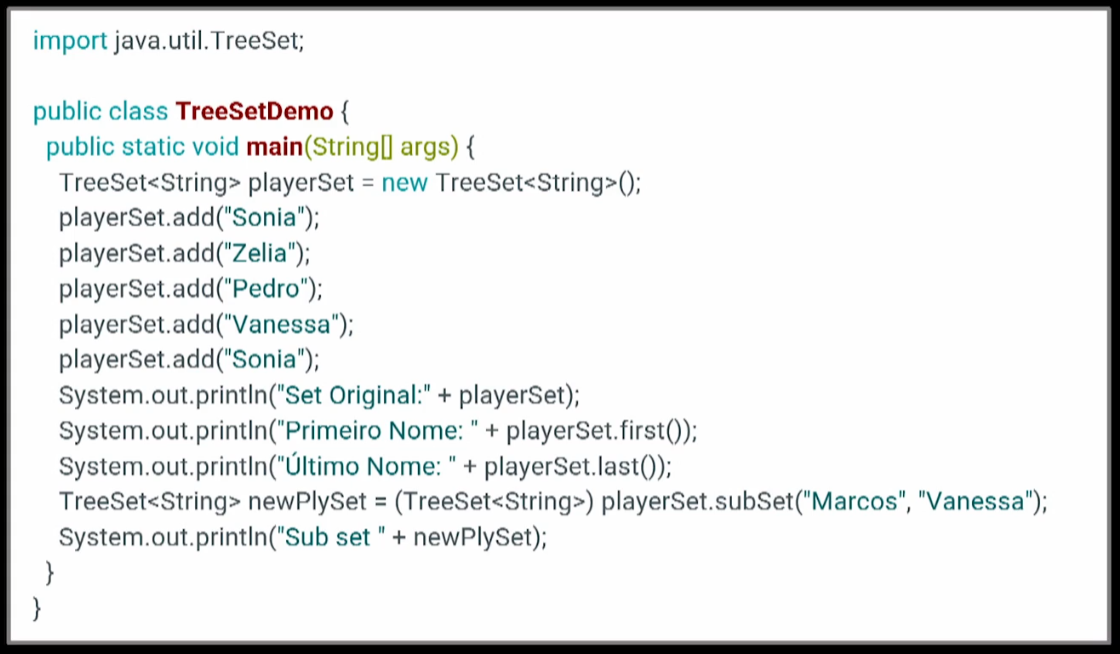 import java.util.TreeSet;
public class TreeSetDemo {
public static void main(String[] args) {
TreeSet<String> playerSet = new TreeSet<String>();
playerSet.add("Sonia");
playerSet.add("Zelia");
playerSet.add("Pedro");
playerSet.add("Vanessa");
playerSet.add("Sonia");
System.out.println("Set Original:" + playerSet);
System.out.println("Primeiro Nome: " + playerSet.first());
System.out.println("Último Nome: " + playerSet.last());
TreeSet<String> newPlySet = (TreeSet<String>) playerSet.subSet("Marcos", "Vanessa");
System.out.println("Sub set " + newPlySet);
}
}